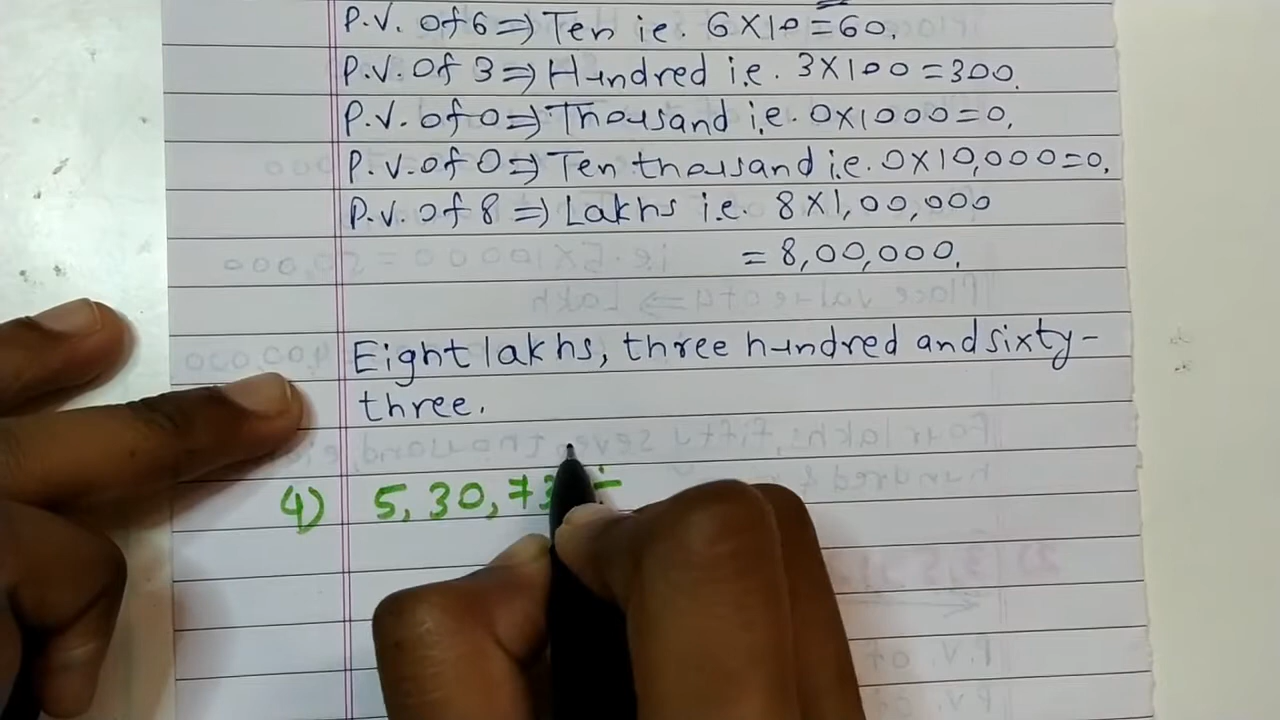 P.V. of 6 ⇒ Ten ie. 6×10 = 60.
P.V. of 3 ⇒ Hundred i.e. 3×100 = 300.
P.V. of 0 ⇒ Thousand i.e. 0×1000 = 0.
P.V. of 0 ⇒ Ten thousand i.e. 0×10,000 = 0.
P.V. of 8 ⇒ Lakhs i.e. 8×1,00,000
= 8,00,000.
Eight lakhs, three hundred and sixty-
three.
4) 5,30,73